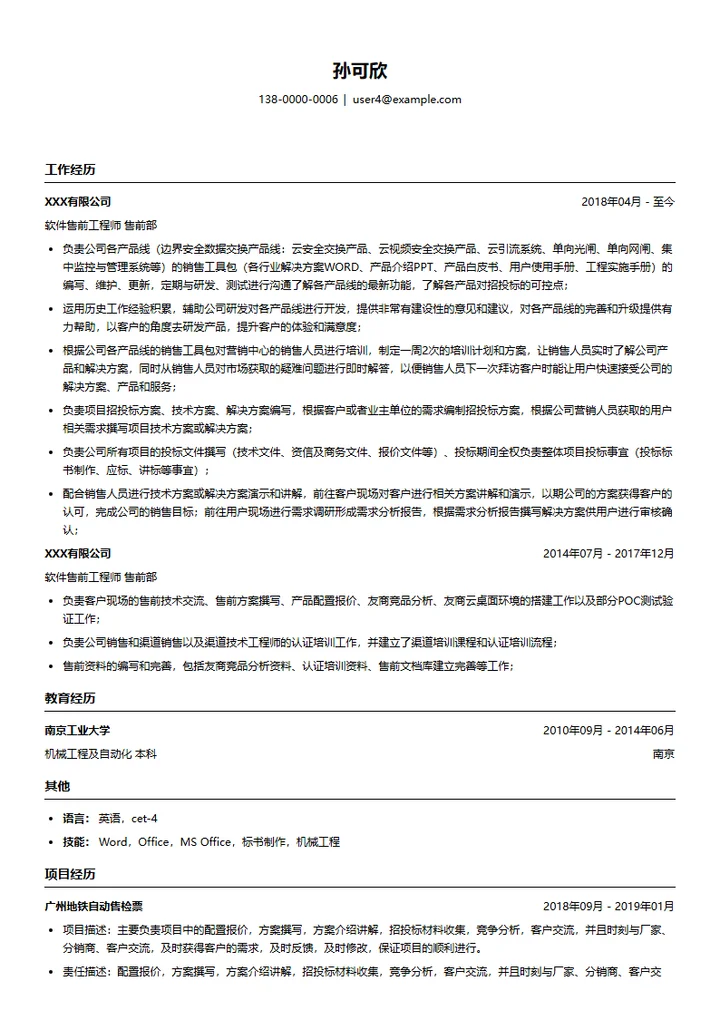 孙可欣
138-0000-0006 | user4@example.com
工作经历
XXX有限公司 2018年04月 - 至今
软件售前工程师 售前部
• 负责公司各产品线（边界安全数据交换产品线：云安全交换产品、云视频安全交换产品、云引流系统、单向光闸、单向网闸、集
中监控与管理系统等）的销售工具包（各行业解决方案WORD、产品介绍PPT、产品白皮书、用户使用手册、工程实施手册）的
编写、维护、更新，定期与研发、测试进行沟通了解各产品线的最新功能，了解各产品对招投标的可控点；
• 运用历史工作经验积累，辅助公司研发对各产品线进行开发，提供非常有建设性的意见和建议，对各产品线的完善和升级提供有
力帮助，以客户的角度去研发产品，提升客户的体验和满意度；
• 根据公司各产品线的销售工具包对营销中心的销售人员进行培训，制定一周2次的培训计划和方案，让销售人员实时了解公司产
品和解决方案，同时从销售人员对市场获取的疑难问题进行即时解答，以便销售人员下一次拜访客户时能让用户快速接受公司的
解决方案、产品和服务；
• 负责项目招投标方案、技术方案、解决方案编写，根据客户或者业主单位的需求编制招投标方案，根据公司营销人员获取的用户
相关需求撰写项目技术方案或解决方案；
• 负责公司所有项目的投标文件撰写（技术文件、资信及商务文件、报价文件等）、投标期间全权负责整体项目投标事宜（投标标
书制作、应标、讲标等事宜）；
• 配合销售人员进行技术方案或解决方案演示和讲解，前往客户现场对客户进行相关方案讲解和演示，以期公司的方案获得客户的
认可，完成公司的销售目标；前往用户现场进行需求调研形成需求分析报告，根据需求分析报告撰写解决方案供用户进行审核确
认；
XXX有限公司 2014年07月 - 2017年12月
软件售前工程师 售前部
• 负责客户现场的售前技术交流、售前方案撰写、产品配置报价、友商竞品分析、友商云桌面环境的搭建工作以及部分POC测试验
证工作；
• 负责公司销售和渠道销售以及渠道技术工程师的认证培训工作，并建立了渠道培训课程和认证培训流程；
• 售前资料的编写和完善，包括友商竞品分析资料、认证培训资料、售前文档库建立完善等工作；
教育经历
南京工业大学 2010年09月 - 2014年06月
机械工程及自动化 本科 南京
其他
• 语言： 英语，cet-4
• 技能： Word，Office，MS Office，标书制作，机械工程
项目经历
广州地铁自动售检票 2018年09月 - 2019年01月
• 项目描述：主要负责项目中的配置报价，方案撰写，方案介绍讲解，招投标材料收集，竞争分析，客户交流，并且时刻与厂家、
分销商、客户交流，及时获得客户的需求，及时反馈，及时修改，保证项目的顺利进行。
• 责任描述：配置报价，方案撰写，方案介绍讲解，招投标材料收集，竞争分析，客户交流，并且时刻与厂家、分销商、客户交